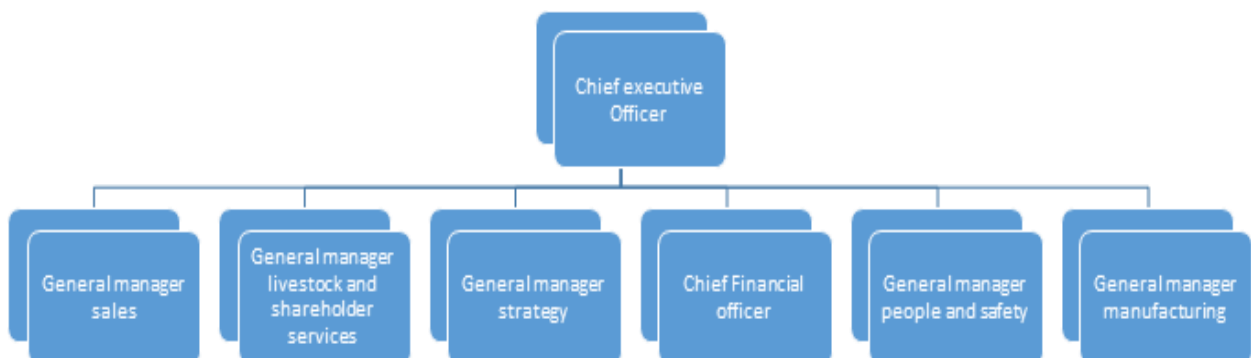 Chief executive
Officer
General manager
sales
General manager
livestock and
shareholder
services
General manager
strategy
Chief Financial
officer
General manager
people and safety
General manager
manufacturing